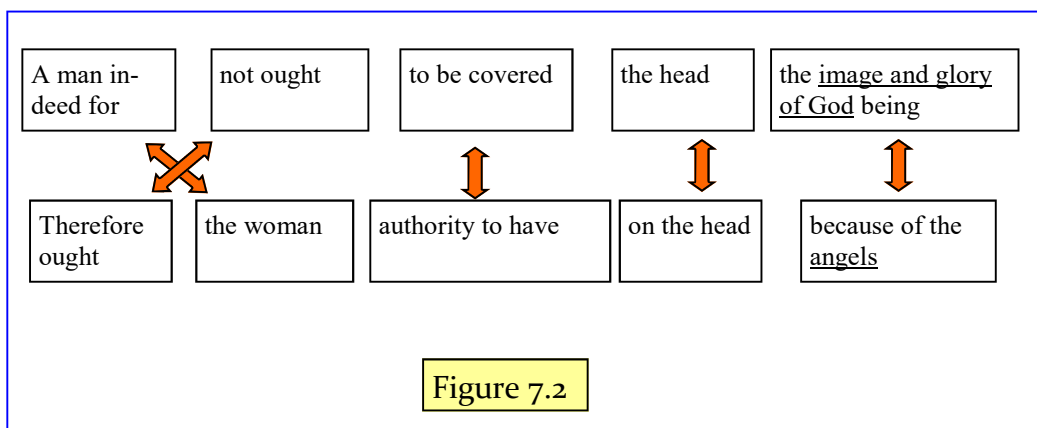 A man in-
deed for
not ought
to be covered
the head
the image and glory
of God being
Therefore
ought
the woman
authority to have
on the head
because of the
angels
Figure 7.2